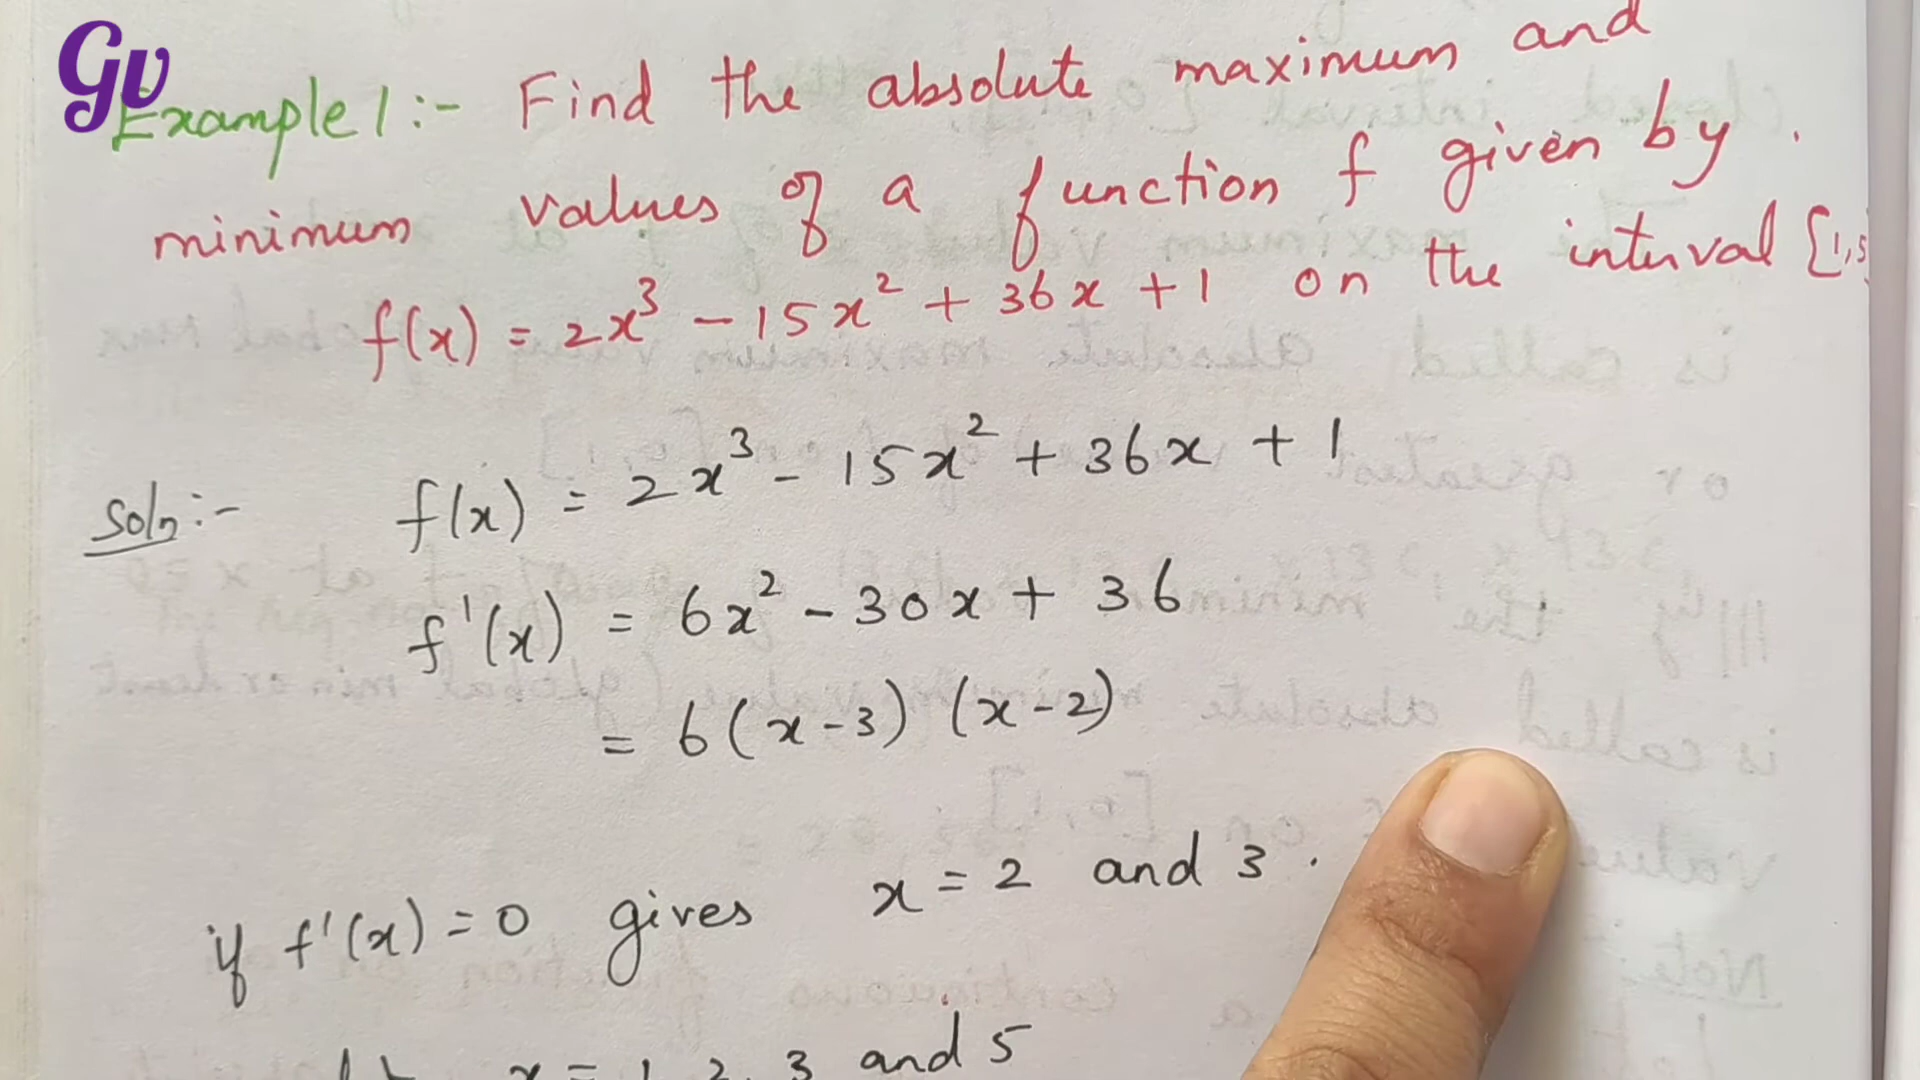 Gv
Example 1:- Find the absolute maximum and
minimum values of a function f given by.
f(x) = 2x³ - 15x² + 36x + 1 on the interval [1,5
Soln:- f(x) = 2x³ - 15x² + 36x + 1
f'(x) = 6x² - 30x + 36
= 6(x-3) (x-2)
if f'(x) = 0 gives x = 2 and 3.
x = 1, 2, 3 and 5